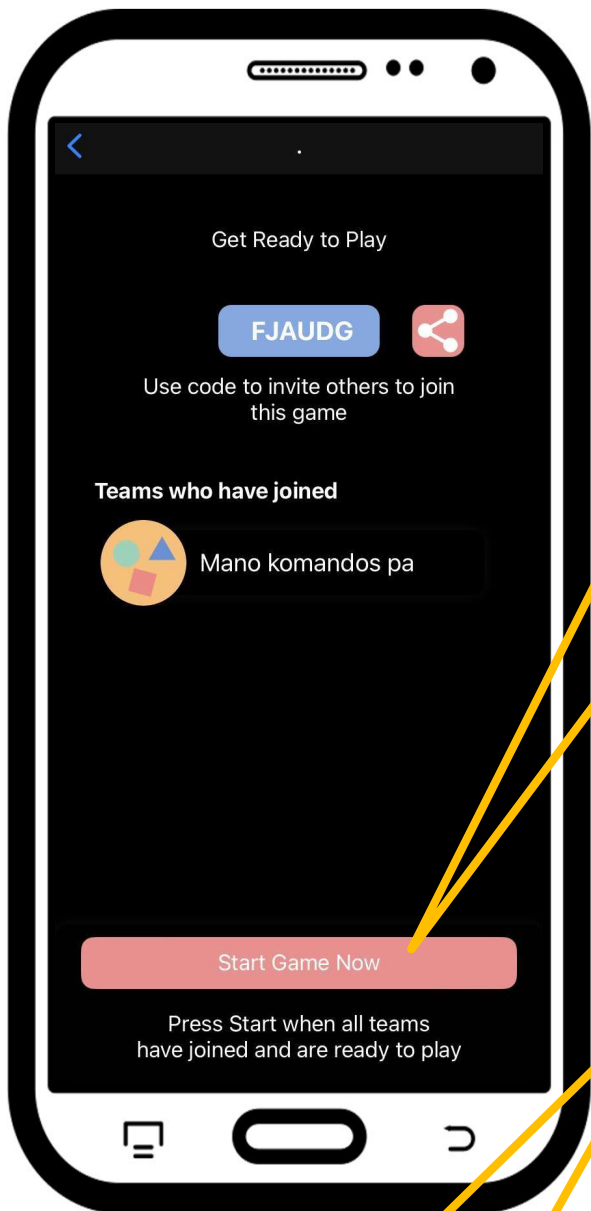 .
Get Ready to Play
FJAUDG
Use code to invite others to join
this game
Teams who have joined
Mano komandos pa
Start Game Now
Press Start when all teams
have joined and are ready to play